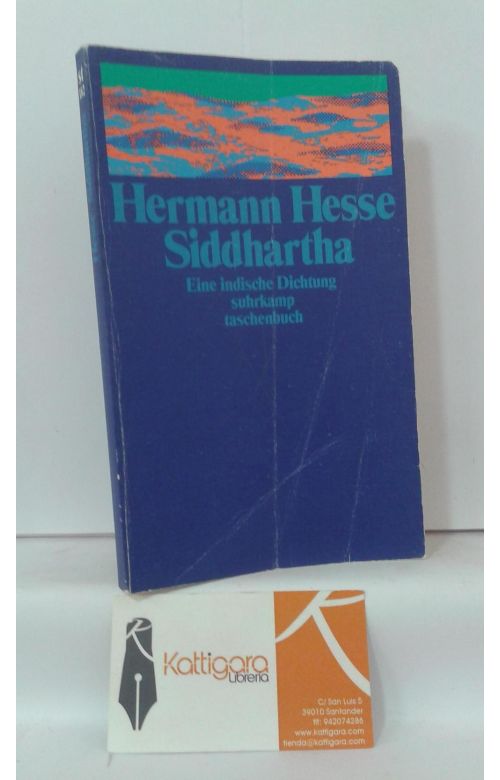 Hermann Hesse
Siddhartha
Eine indische Dichtung
suhrkamp
taschenbuch
Kattigara
Librería
C/ San Luis 5
39010 Santander
tlf: 942074286
www.kattigara.com
tienda@kattigara.com